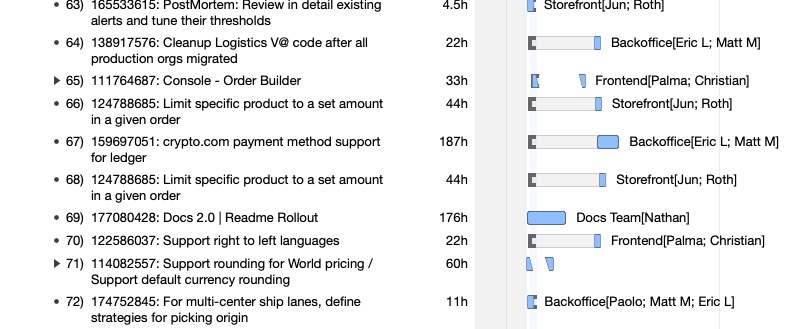 63) 165533615: PostMortem: Review in detail existing alerts and tune their thresholds 4.5h Storefront[Jun; Roth]
64) 138917576: Cleanup Logistics V@ code after all production orgs migrated 22h Backoffice[Eric L; Matt M]
65) 111764687: Console - Order Builder 33h Frontend[Palma; Christian]
66) 124788685: Limit specific product to a set amount in a given order 44h Storefront[Jun; Roth]
67) 159697051: crypto.com payment method support for ledger 187h Backoffice[Eric L; Matt M]
68) 124788685: Limit specific product to a set amount in a given order 44h Storefront[Jun; Roth]
69) 177080428: Docs 2.0 | Readme Rollout 176h Docs Team[Nathan]
70) 122586037: Support right to left languages 22h Frontend[Palma; Christian]
71) 114082557: Support rounding for World pricing / Support default currency rounding 60h
72) 174752845: For multi-center ship lanes, define strategies for picking origin 11h Backoffice[Paolo; Matt M; Eric L]